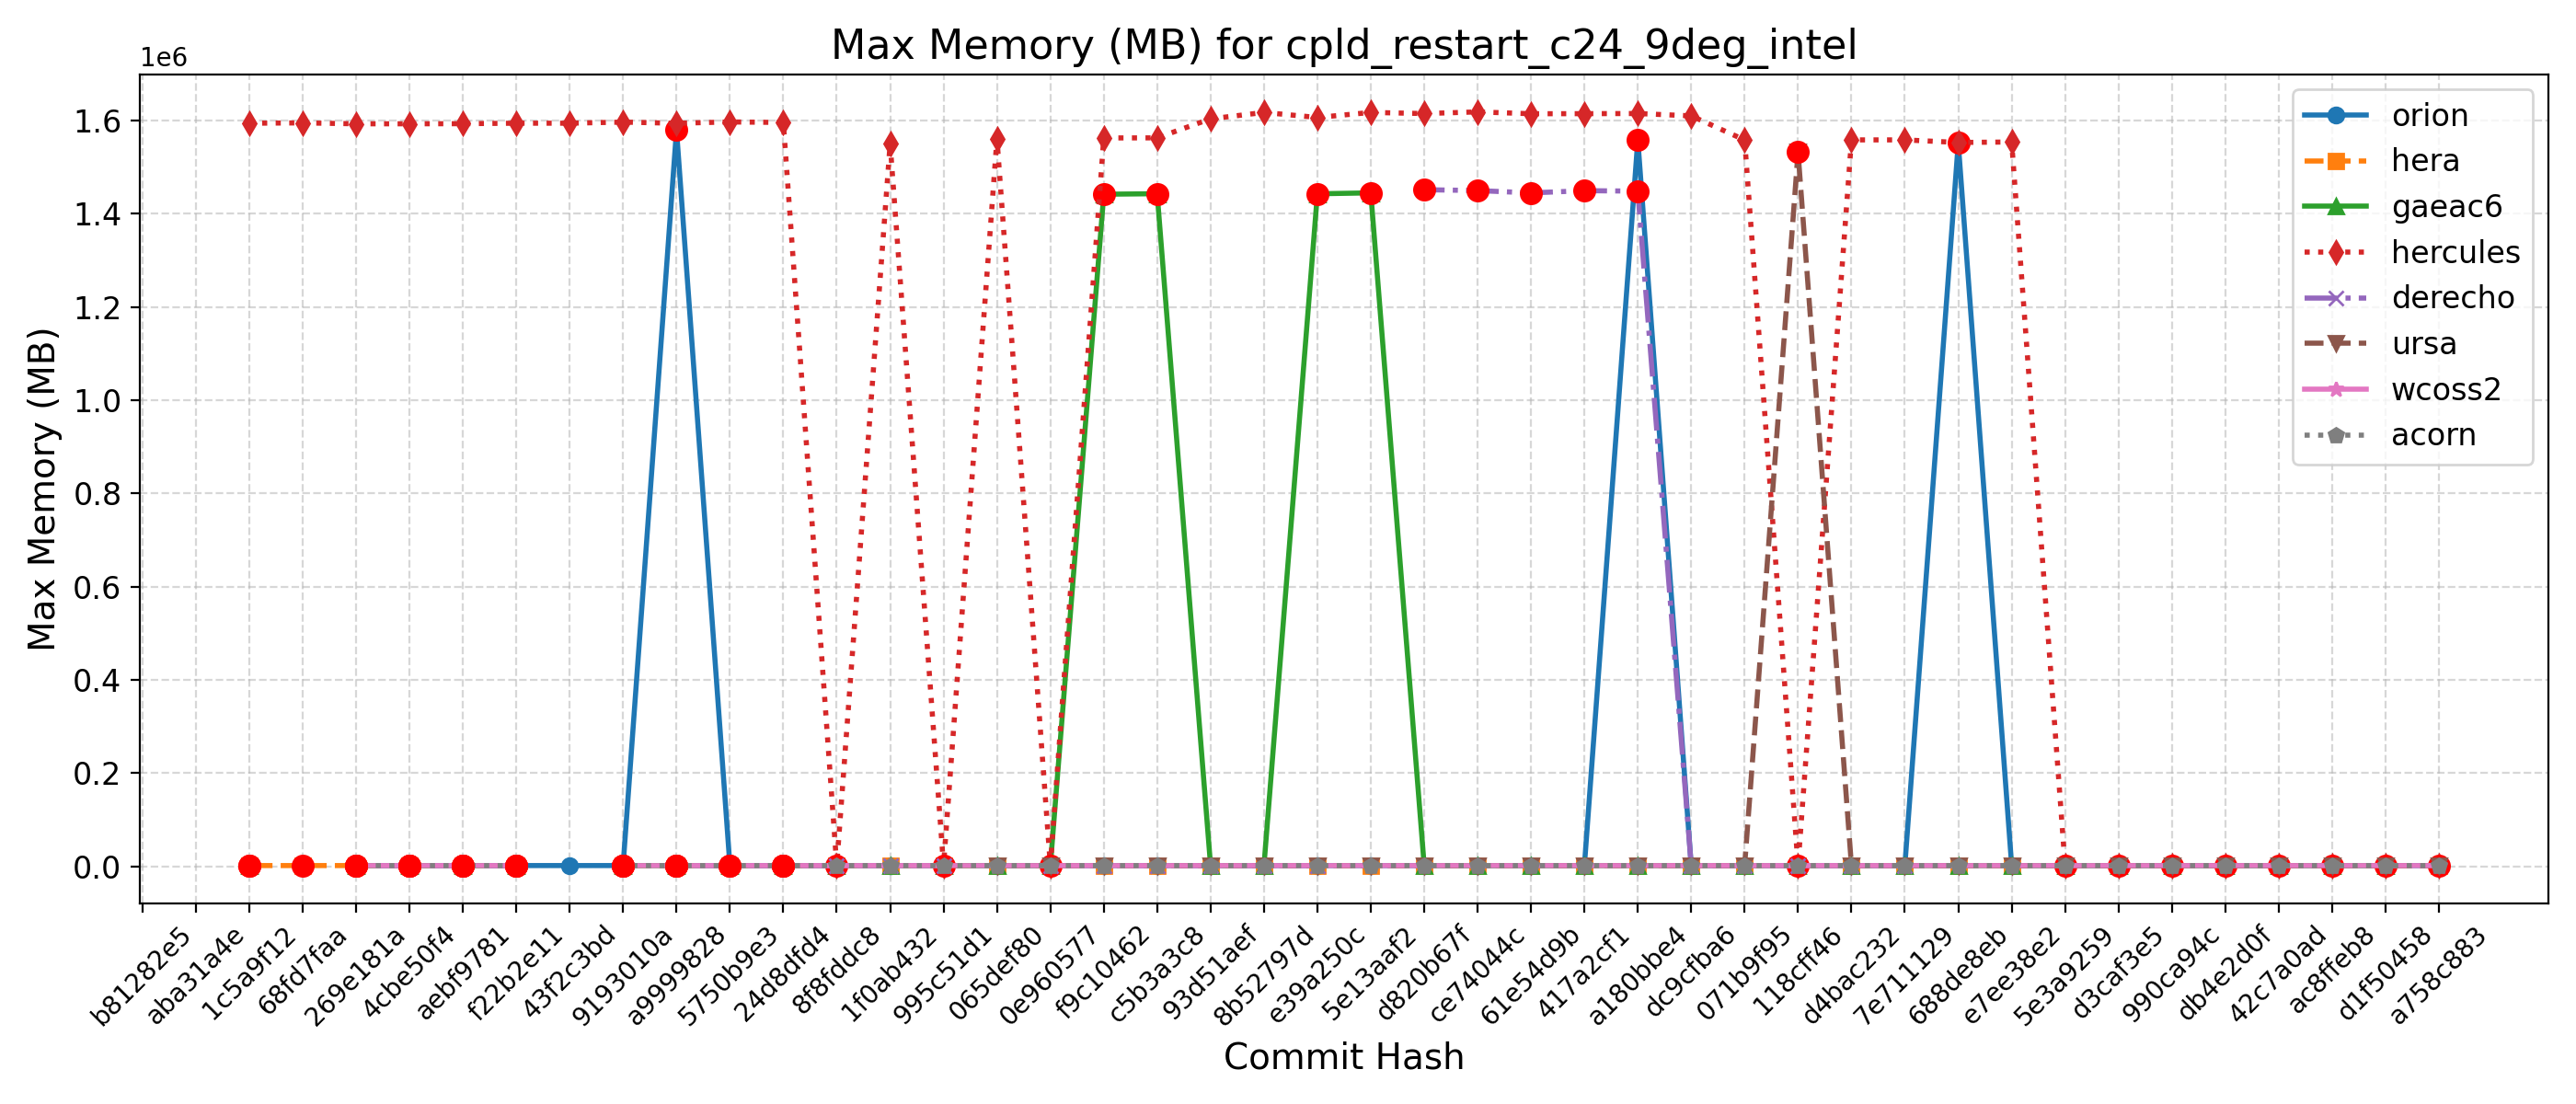 Max Memory (MB) for cpld_restart_c24_9deg_intel
1e6
1.6
1.4
1.2
1.0
0.8
0.6
0.4
0.2
0.0
Max Memory (MB)
orion
hera
gaeac6
hercules
derecho
ursa
wcoss2
acorn
b81282e5
aba31a4e
1c5a9f12
68fd7faa
269e181a
4cbe50f4
aebf9781
f22b2e11
43f2c3bd
9193010a
a9999828
5750b9e3
24d8dfd4
8f8fddc8
1f0ab432
995c51d1
065def80
0e960577
f9c10462
c5b3a3c8
93d51aef
8b52797d
e39a250c
5e13aaf2
d820b67f
ce74044c
61e54d9b
417a2cf1
a180bbe4
dc9cfba6
071b9f95
118cff46
d4bac232
7e711129
688de8eb
e7ee38e2
5e3a9259
d3caf3e5
990ca94c
db4e2d0f
42c7a0ad
ac8ffeb8
d1f50458
a758c883
Commit Hash